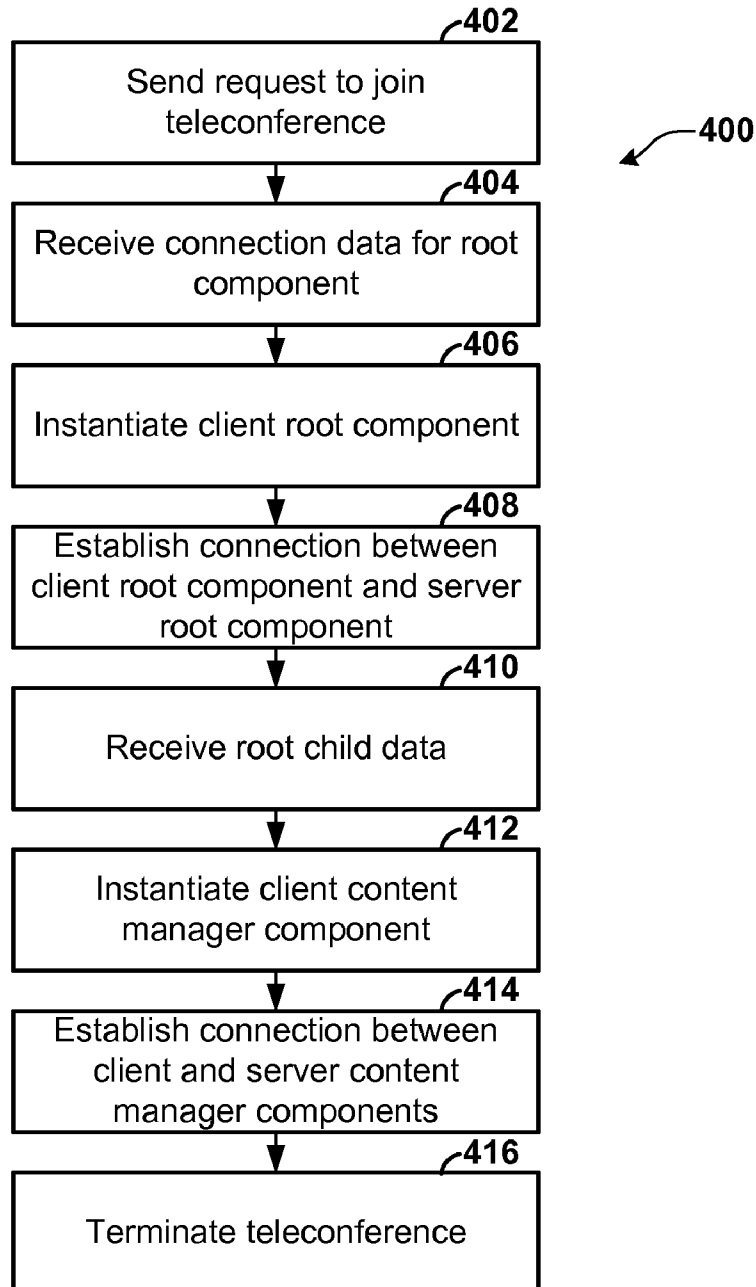 402
Send request to join
teleconference
400
404
Receive connection data for root
component
406
Instantiate client root component
408
Establish connection between
client root component and server
root component
410
Receive root child data
412
Instantiate client content
manager component
414
Establish connection between
client and server content
manager components
416
Terminate teleconference